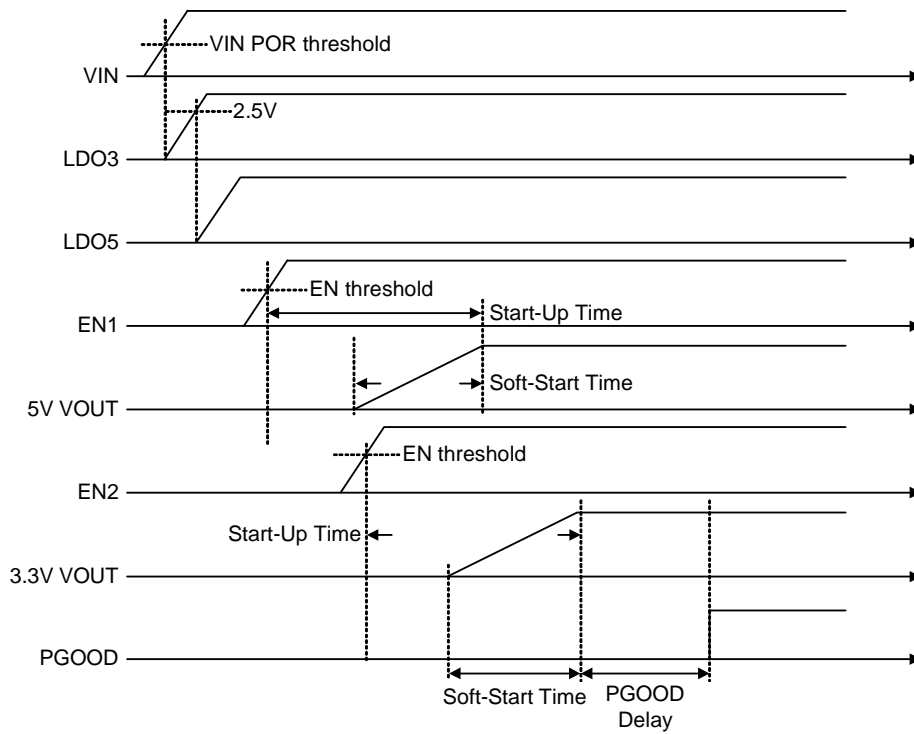 VIN POR threshold
VIN
2.5V
LDO3
LDO5
EN threshold
Start-Up Time
EN1
Soft-Start Time
5V VOUT
EN threshold
EN2
Start-Up Time
3.3V VOUT
PGOOD
Soft-Start Time
PGOOD
Delay